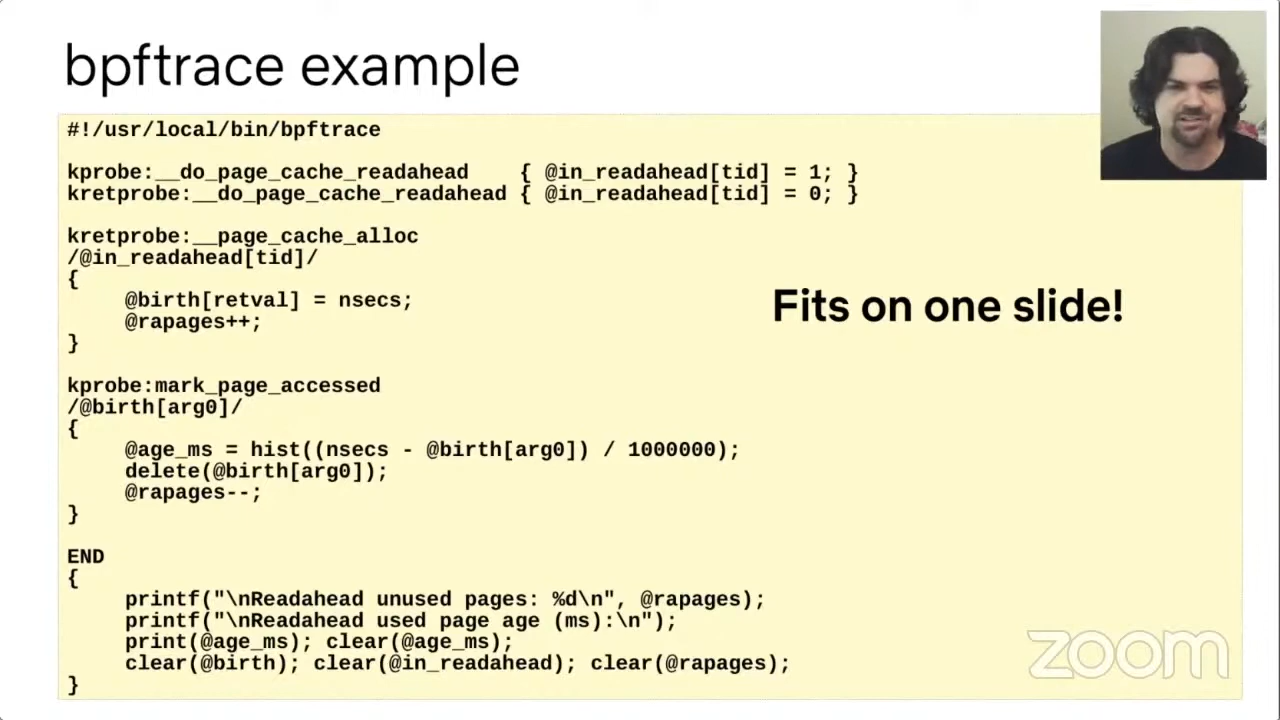 bpftrace example
#!/usr/local/bin/bpftrace
kprobe:__do_page_cache_readahead    { @in_readahead[tid] = 1; }
kretprobe:__do_page_cache_readahead { @in_readahead[tid] = 0; }
kretprobe:__page_cache_alloc
/@in_readahead[tid]/
{
@birth[retval] = nsecs;
@rapages++;
}
Fits on one slide!
kprobe:mark_page_accessed
/@birth[arg0]/
{
@age_ms = hist((nsecs - @birth[arg0]) / 1000000);
delete(@birth[arg0]);
@rapages--;
}
END
{
printf("\nReadahead unused pages: %d\n", @rapages);
printf("\nReadahead used page age (ms):\n");
print(@age_ms); clear(@age_ms);
clear(@birth); clear(@in_readahead); clear(@rapages);
}
zoom